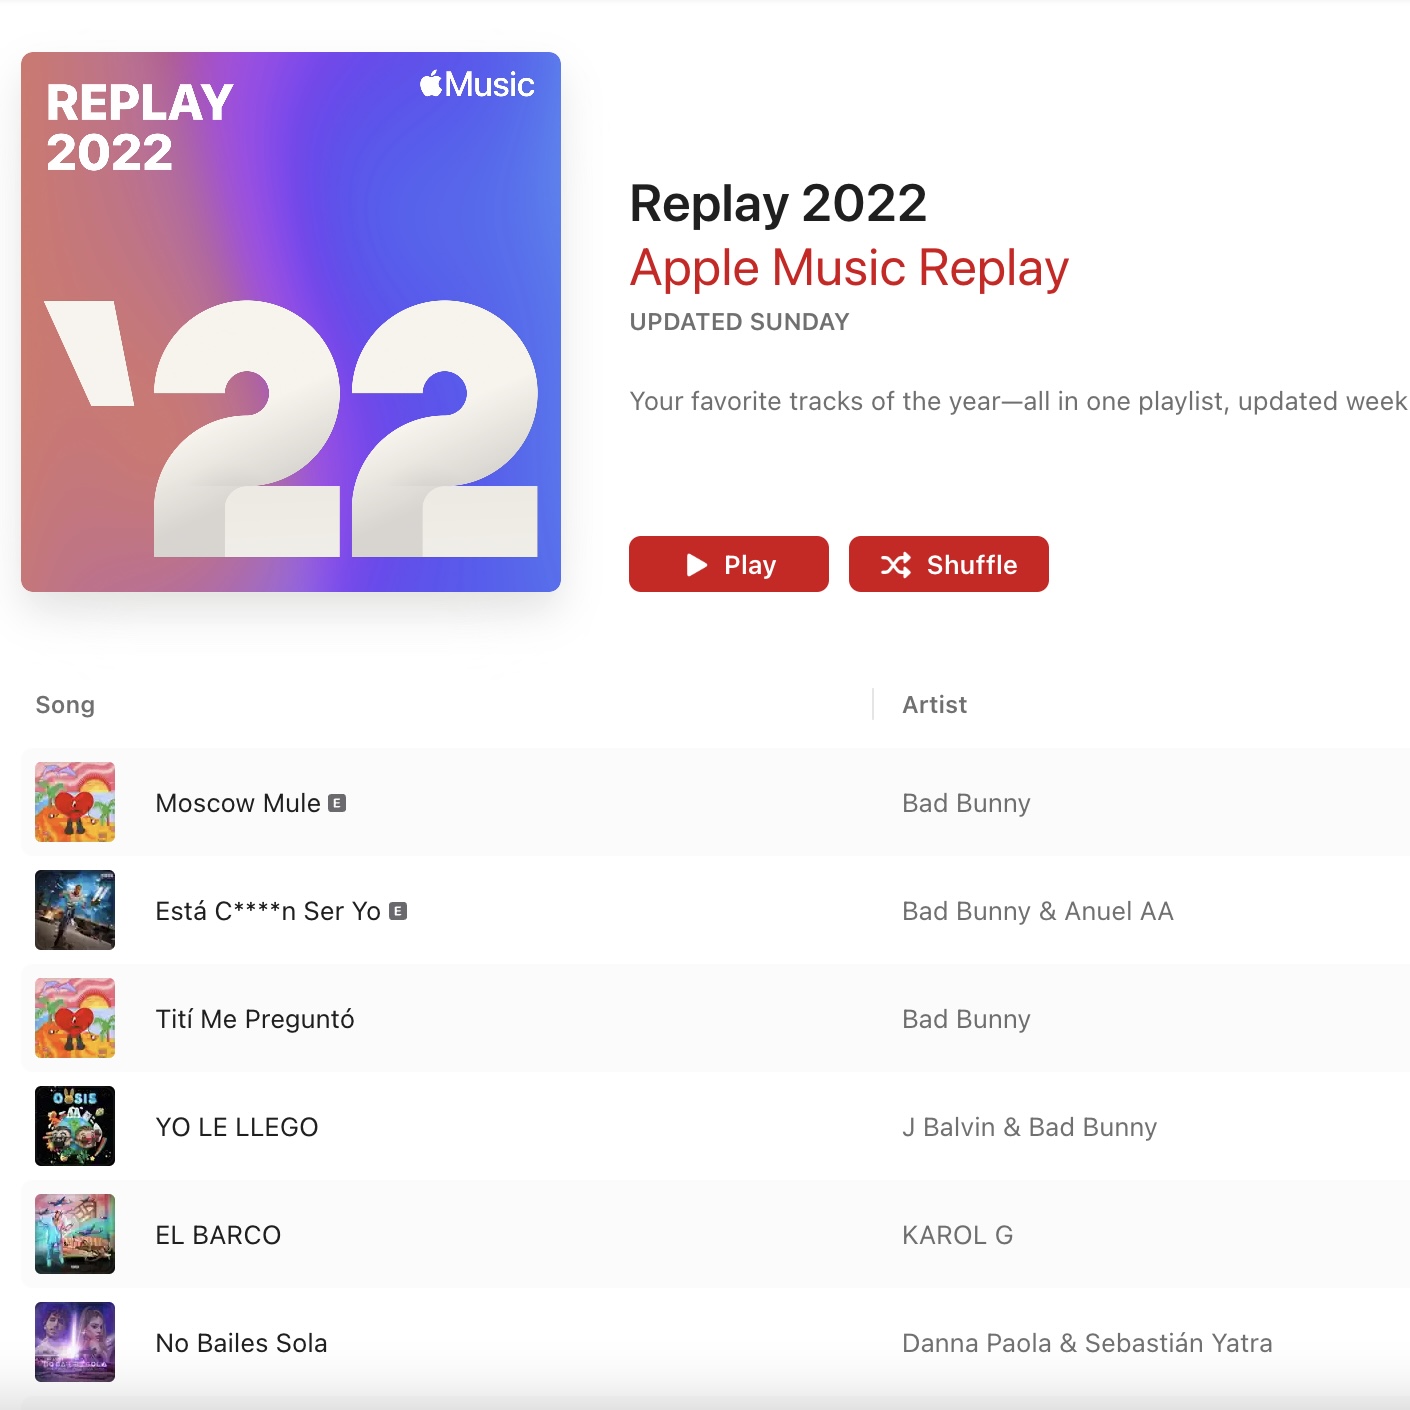 REPLAY
2022
Music
'22
Replay 2022
Apple Music Replay
UPDATED SUNDAY
Your favorite tracks of the year—all in one playlist, updated week
Play
Shuffle
Song Artist
Moscow Mule E Bad Bunny
Está C****n Ser Yo E Bad Bunny & Anuel AA
Tití Me Preguntó Bad Bunny
OASIS
YO LE LLEGO J Balvin & Bad Bunny
EL BARCO KAROL G
No Bailes Sola Danna Paola & Sebastián Yatra